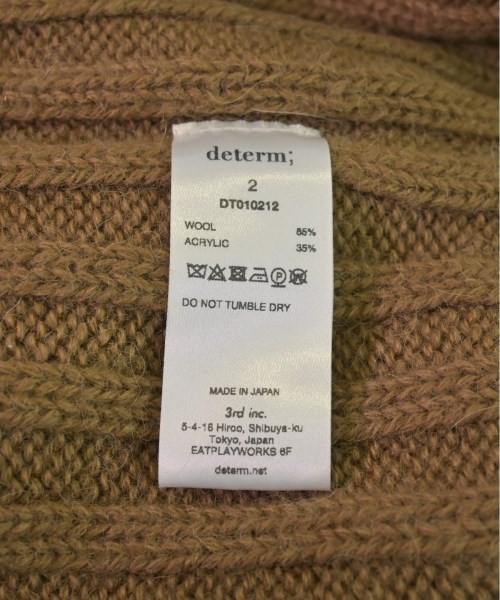 determ;
2
DT010212
WOOL 65%
ACRYLIC 35%
P
W
DO NOT TUMBLE DRY
MADE IN JAPAN
3rd inc.
5-4-16 Hiroo, Shibuya-ku
Tokyo, Japan
EATPLAYWORKS 6F
determ.net